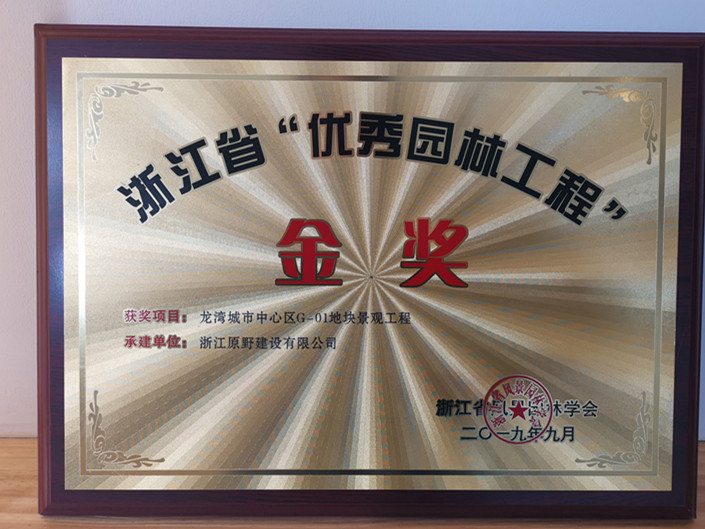 浙江省“优秀园林工程”
金奖
获奖项目：龙湾城市中心区G-01地块景观工程
承建单位：浙江原野建设有限公司
浙江省风景园林学会
二〇一九年九月